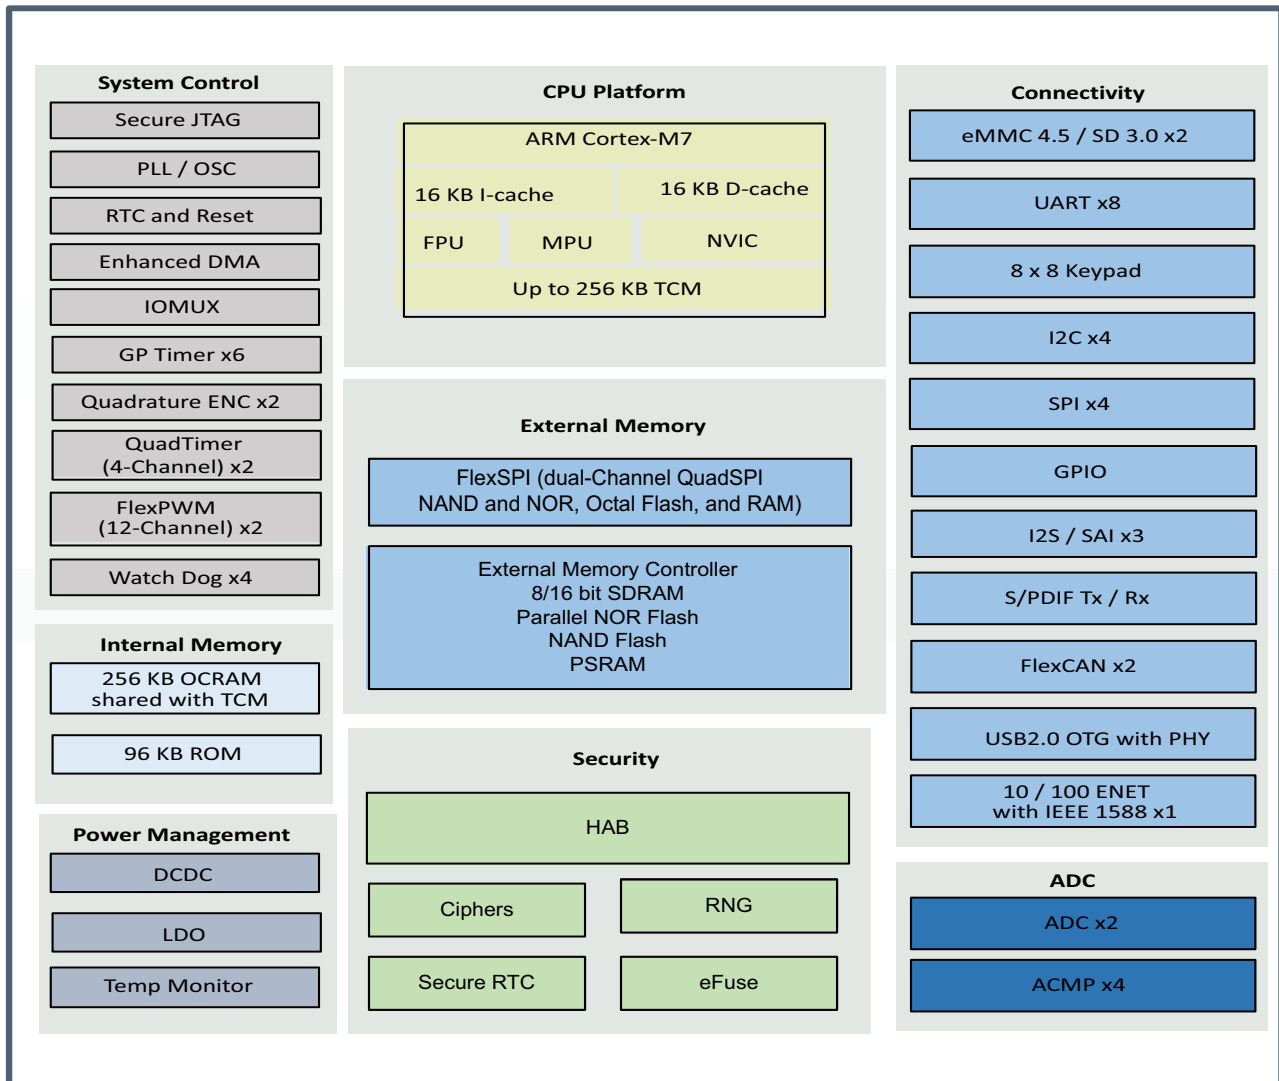 System Control
Secure JTAG
PLL / OSC
RTC and Reset
Enhanced DMA
IOMUX
GP Timer x6
Quadrature ENC x2
QuadTimer
(4-Channel) x2
FlexPWM
(12-Channel) x2
Watch Dog x4
Internal Memory
256 KB OCRAM
shared with TCM
96 KB ROM
Power Management
DCDC
LDO
Temp Monitor
CPU Platform
ARM Cortex-M7
16 KB I-cache
16 KB D-cache
FPU
MPU
NVIC
Up to 256 KB TCM
External Memory
FlexSPI (dual-Channel QuadSPI
NAND and NOR, Octal Flash, and RAM)
External Memory Controller
8/16 bit SDRAM
Parallel NOR Flash
NAND Flash
PSRAM
Security
HAB
Ciphers
RNG
Secure RTC
eFuse
Connectivity
eMMC 4.5 / SD 3.0 x2
UART x8
8 x 8 Keypad
I2C x4
SPI x4
GPIO
I2S / SAI x3
S/PDIF Tx / Rx
FlexCAN x2
USB2.0 OTG with PHY
10 / 100 ENET
with IEEE 1588 x1
ADC
ADC x2
ACMP x4